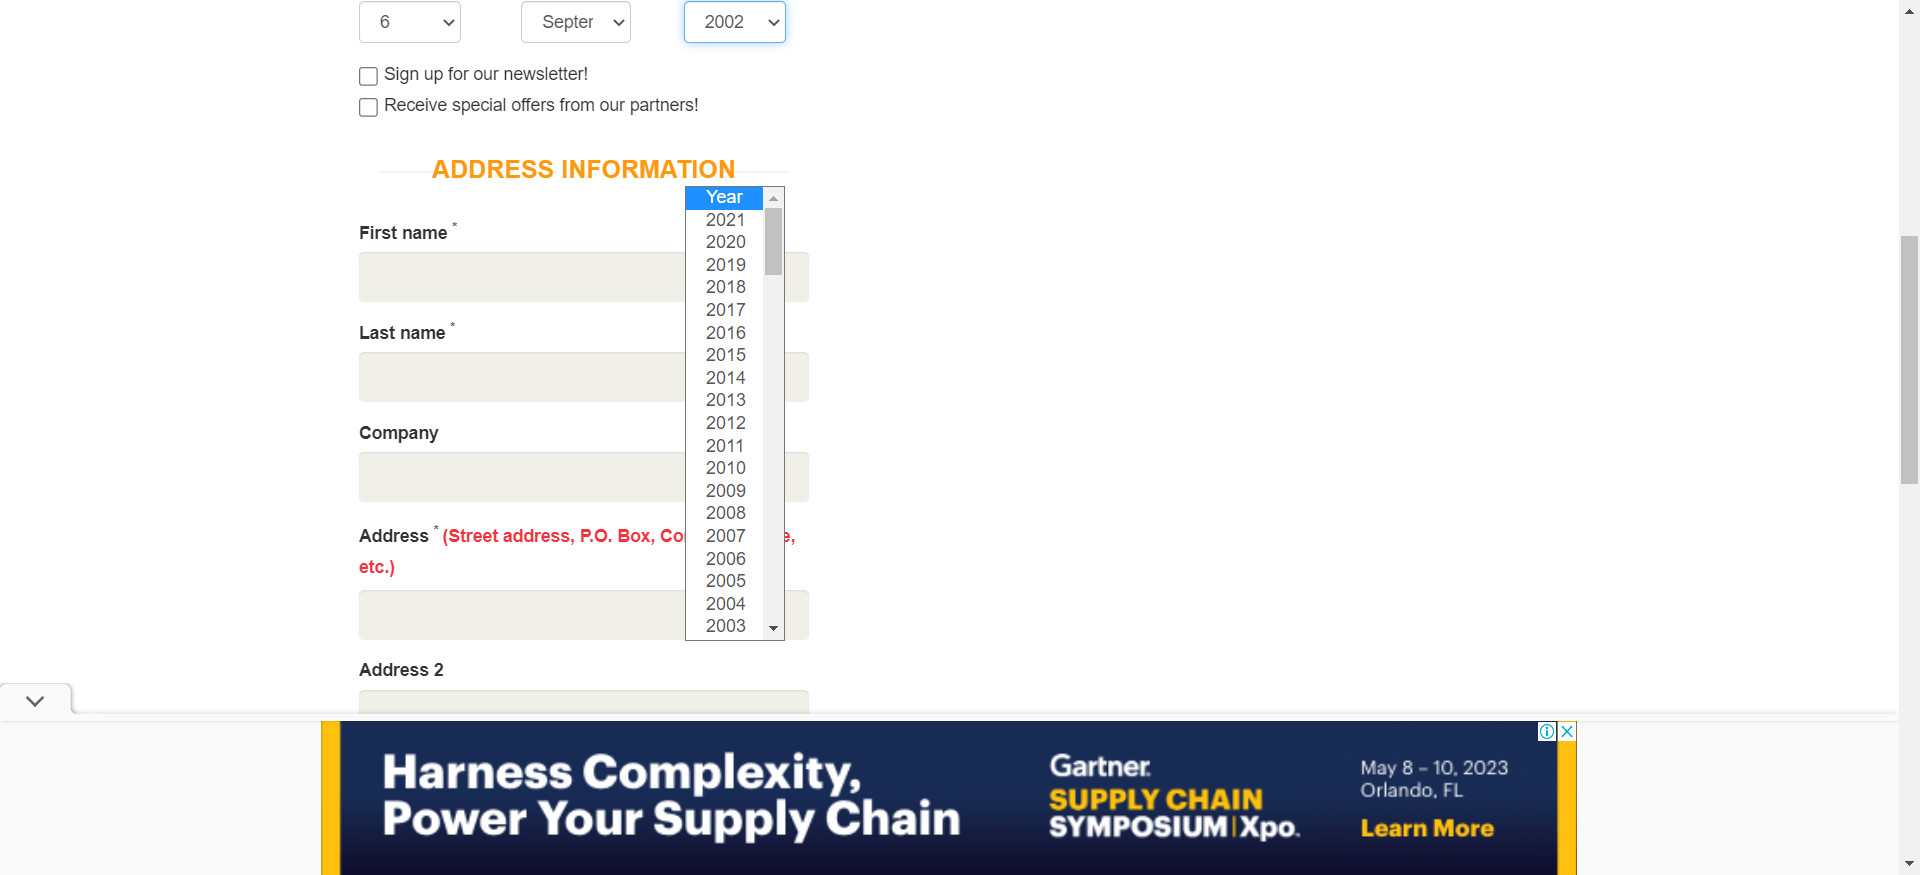 6 Septer 2002
Sign up for our newsletter!
Receive special offers from our partners!
ADDRESS INFORMATION
Year
2021
2020
2019
2018
2017
2016
2015
2014
2013
2012
2011
2010
2009
2008
2007
2006
2005
2004
2003
First name *
Last name *
Company
Address * (Street address, P.O. Box,
etc.)
Address 2
Harness Complexity,
Power Your Supply Chain
Gartner
SUPPLY CHAIN
SYMPOSIUM | Xpo.
May 8 – 10, 2023
Orlando, FL
Learn More